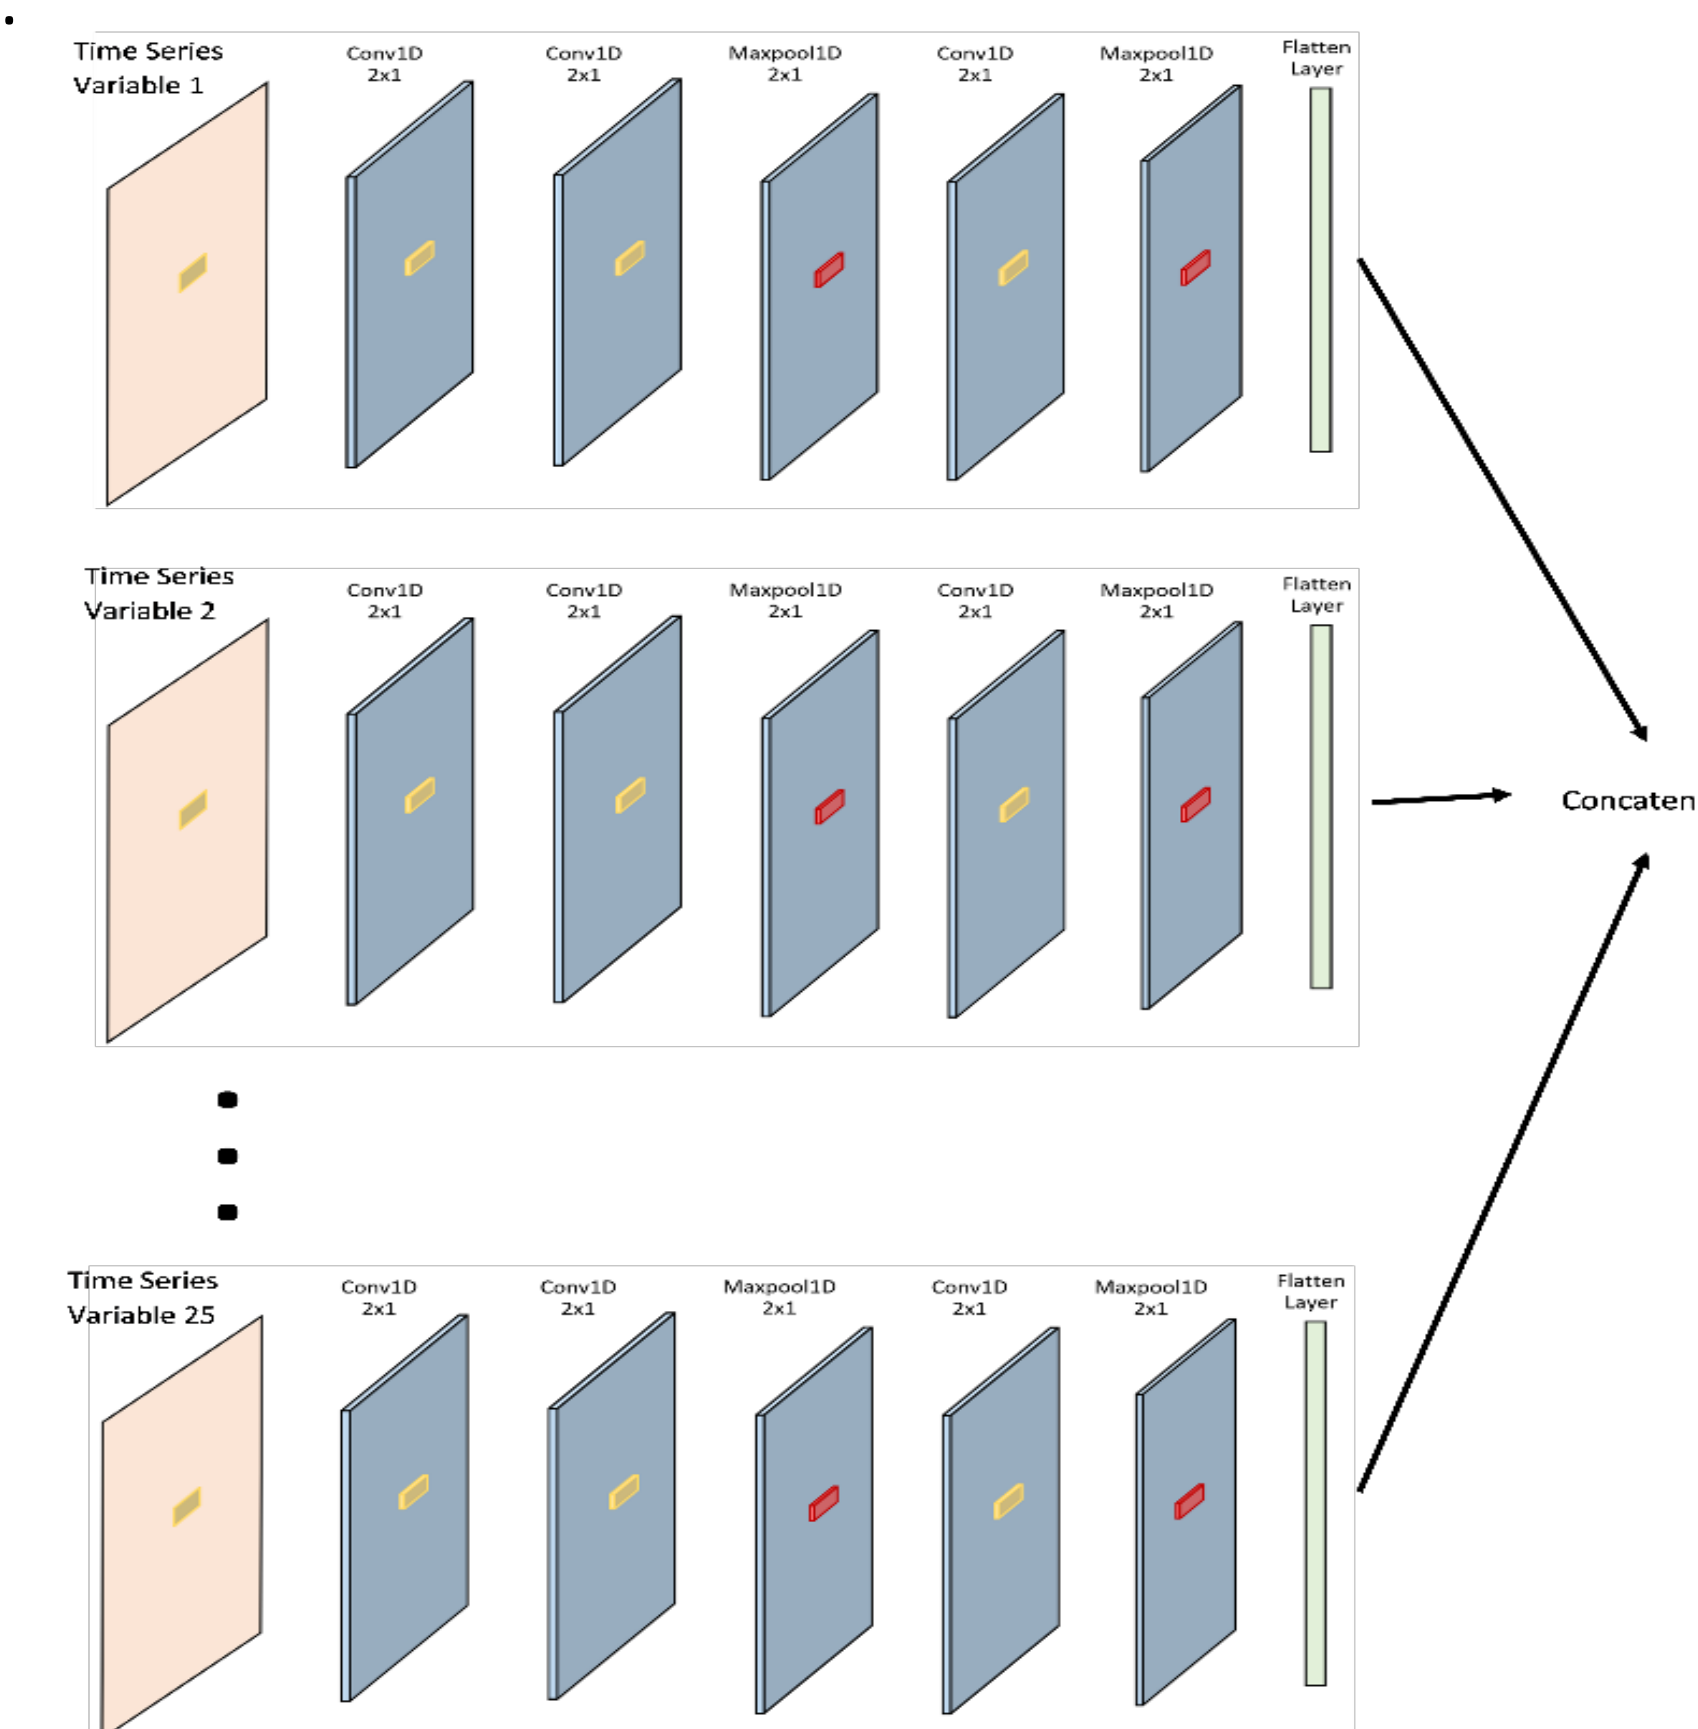 Time Series
Variable 1
Conv1D
2x1
Conv1D
2x1
Maxpool1D
2x1
Conv1D
2x1
Maxpool1D
2x1
Flatten
Layer
Time Series
Variable 2
Conv1D
2x1
Conv1D
2x1
Maxpool1D
2x1
Conv1D
2x1
Maxpool1D
2x1
Flatten
Layer
Concaten
Time Series
Variable 25
Conv1D
2x1
Conv1D
2x1
Maxpool1D
2x1
Conv1D
2x1
Maxpool1D
2x1
Flatten
Layer